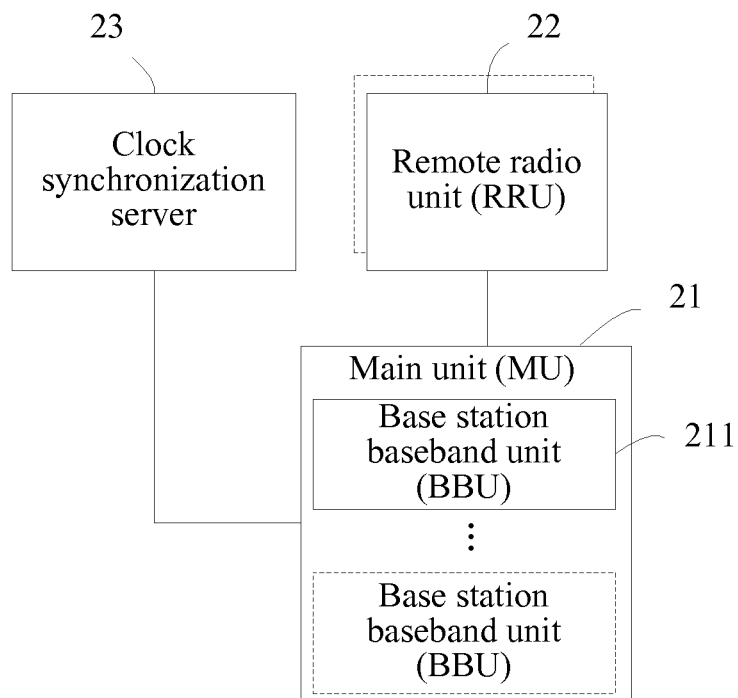 23
22
Clock
synchronization
server
Remote radio
unit (RRU)
21
Main unit (MU)
Base station
baseband unit
(BBU)
211
⋮
Base station
baseband unit
(BBU)